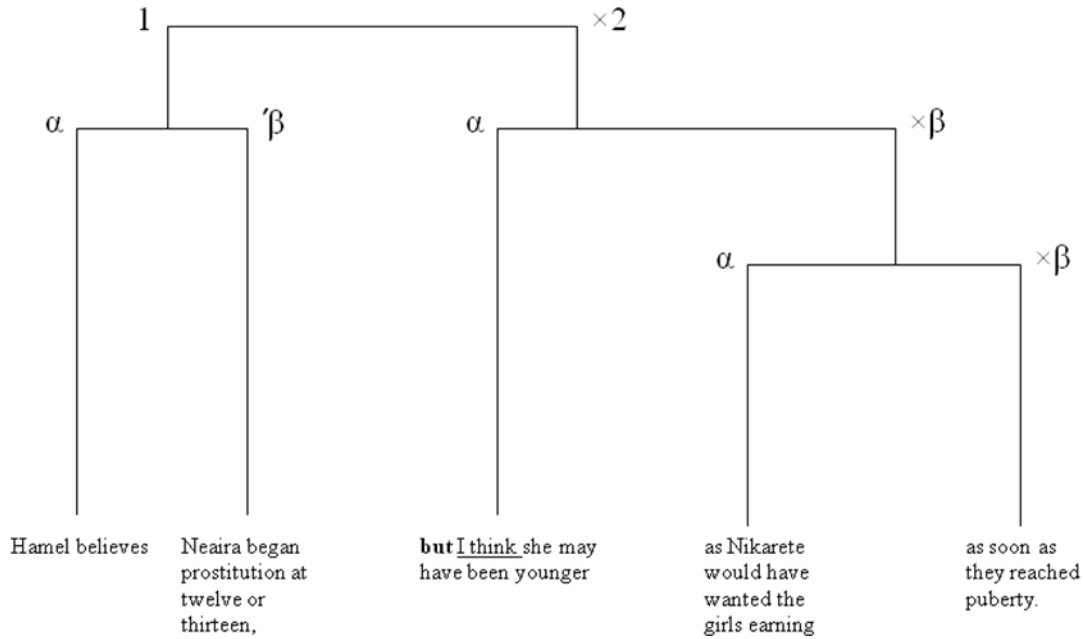 1 ×2
α ′β α ×β
α ×β
Hamel believes
Neaira began
prostitution at
twelve or
thirteen,
but I think she may
have been younger
as Nikarete
would have
wanted the
girls earning
as soon as
they reached
puberty.